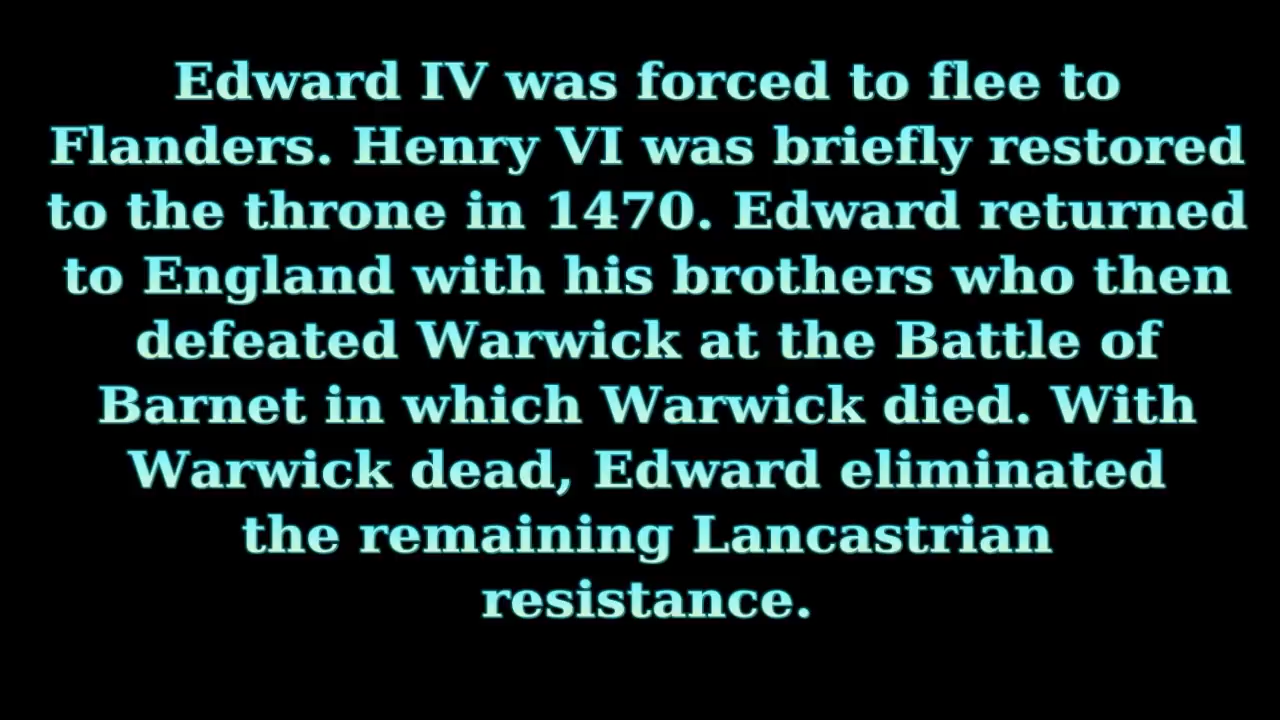 Edward IV was forced to flee to
Flanders. Henry VI was briefly restored
to the throne in 1470. Edward returned
to England with his brothers who then
defeated Warwick at the Battle of
Barnet in which Warwick died. With
Warwick dead, Edward eliminated
the remaining Lancastrian
resistance.